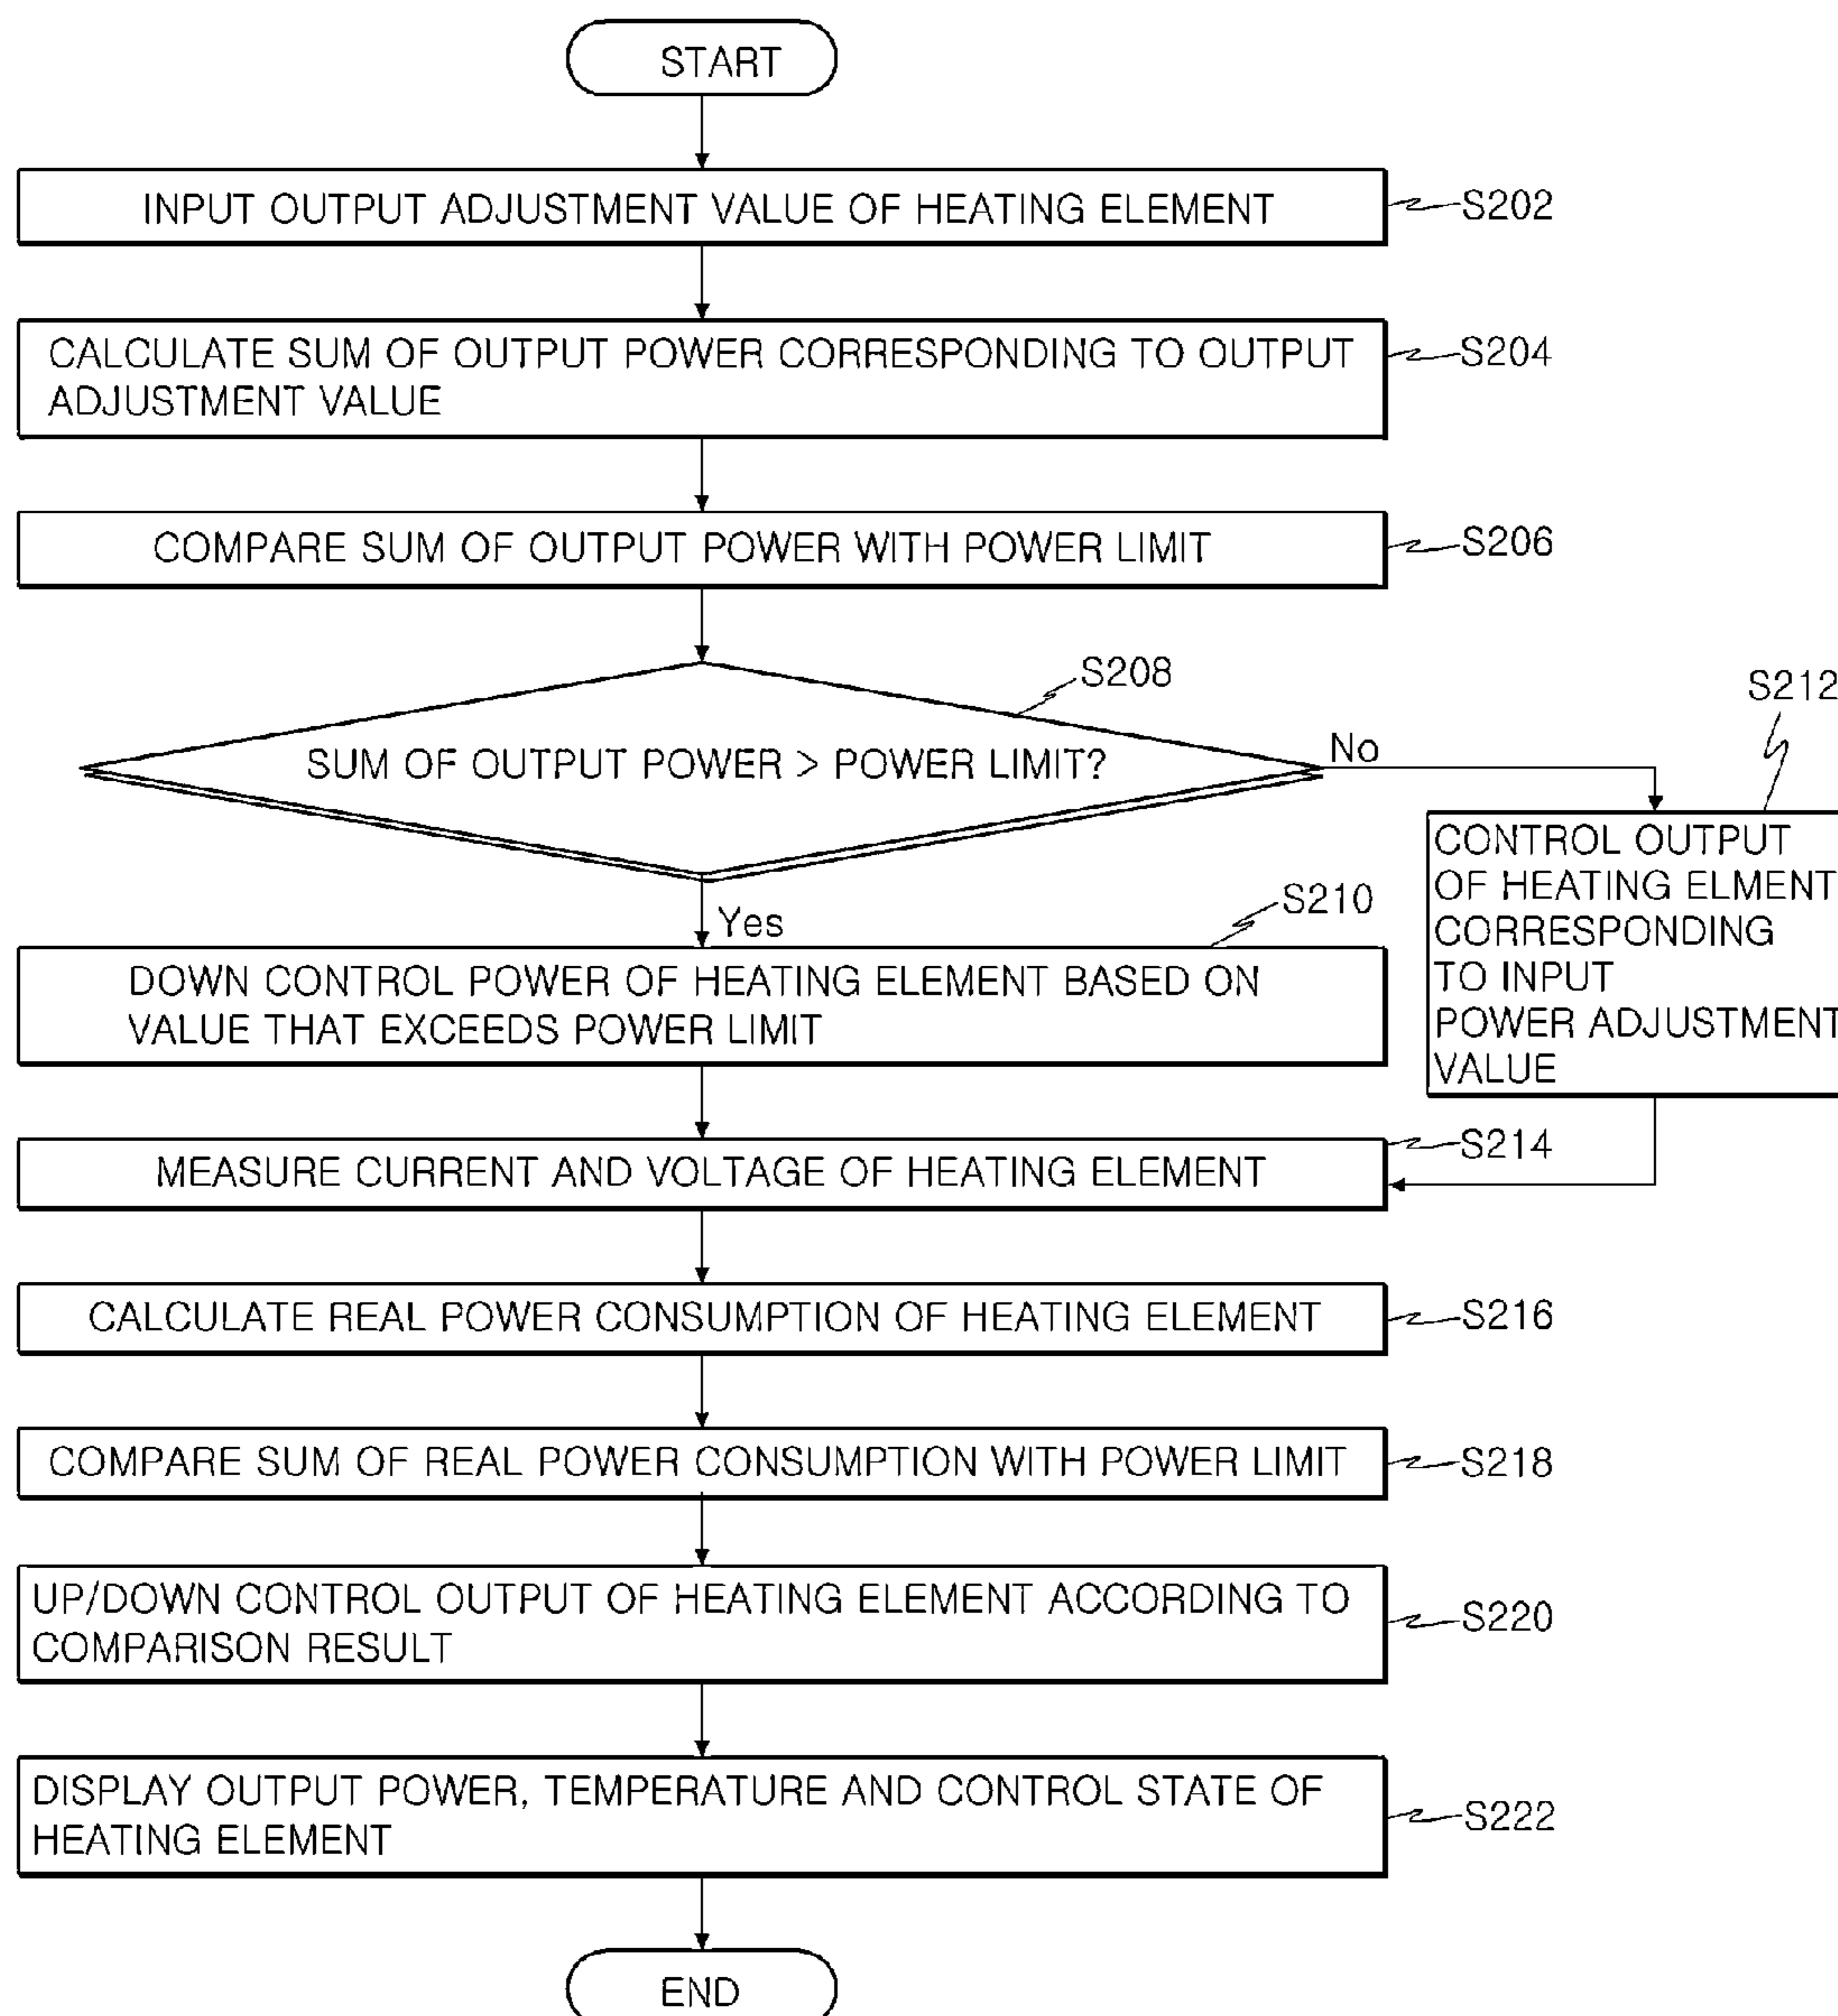 START
INPUT OUTPUT ADJUSTMENT VALUE OF HEATING ELEMENT
S202
CALCULATE SUM OF OUTPUT POWER CORRESPONDING TO OUTPUT
ADJUSTMENT VALUE
S204
COMPARE SUM OF OUTPUT POWER WITH POWER LIMIT
S206
S208
SUM OF OUTPUT POWER > POWER LIMIT?
No
S212
CONTROL OUTPUT
OF HEATING ELMENT
CORRESPONDING
TO INPUT
POWER ADJUSTMENT
VALUE
Yes
S210
DOWN CONTROL POWER OF HEATING ELEMENT BASED ON
VALUE THAT EXCEEDS POWER LIMIT
MEASURE CURRENT AND VOLTAGE OF HEATING ELEMENT
S214
CALCULATE REAL POWER CONSUMPTION OF HEATING ELEMENT
S216
COMPARE SUM OF REAL POWER CONSUMPTION WITH POWER LIMIT
S218
UP/DOWN CONTROL OUTPUT OF HEATING ELEMENT ACCORDING TO
COMPARISON RESULT
S220
DISPLAY OUTPUT POWER, TEMPERATURE AND CONTROL STATE OF
HEATING ELEMENT
S222
END